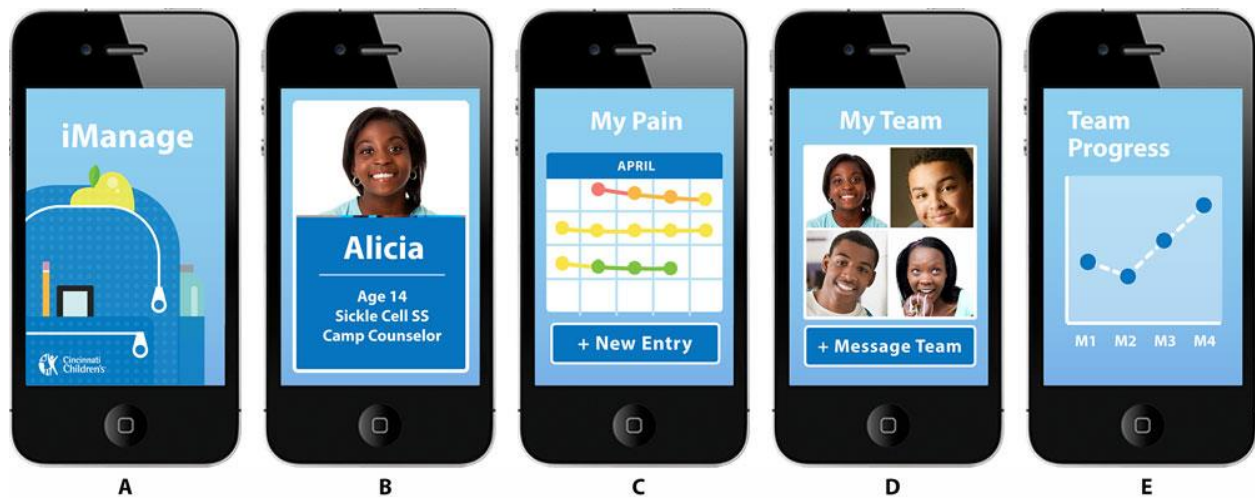 iManage
Cincinnati
Children's
Alicia
Age 14
Sickle Cell SS
Camp Counselor
My Pain
APRIL
+ New Entry
My Team
+ Message Team
Team
Progress
M1 M2 M3 M4
A B C D E